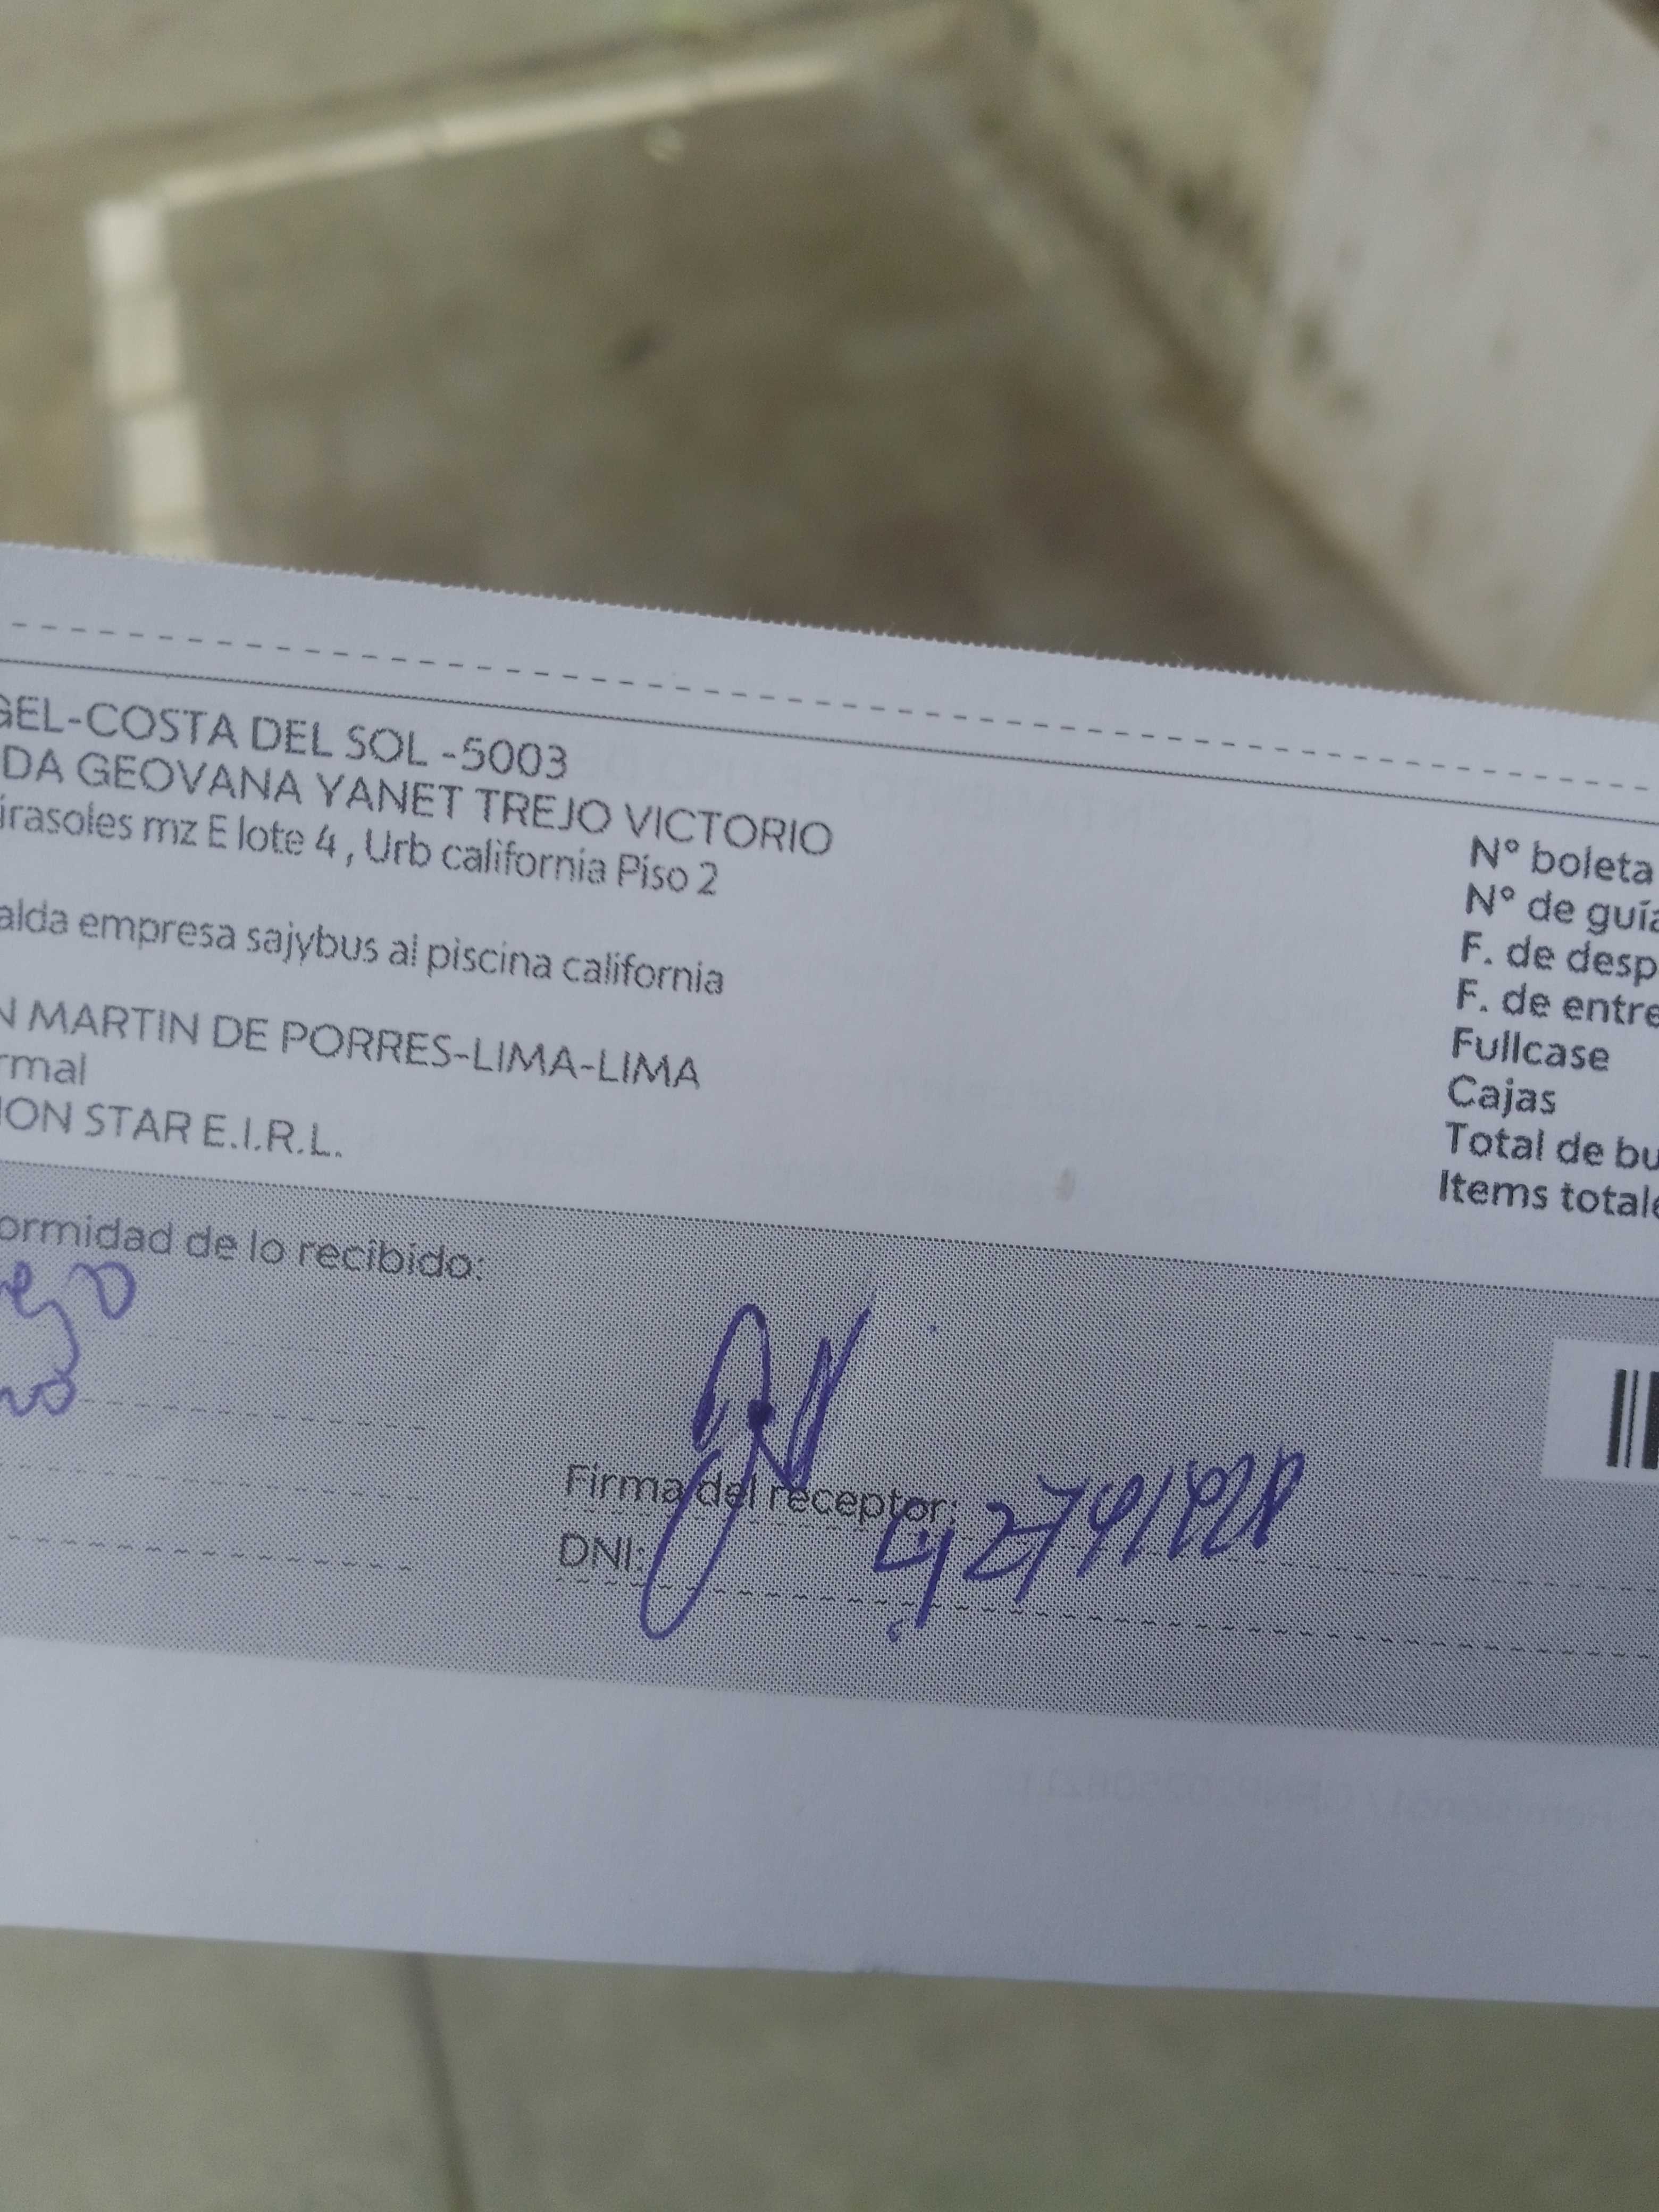 GEL-COSTA DEL SOL -5003
DA GEOVANA YANET TREJO VICTORIO
irasoles mz E lote 4 , Urb california Piso 2
alda empresa sajybus al piscina california
N MARTIN DE PORRES-LIMA-LIMA
rmal
ION STAR E.I.R.L.
N° boleta
N° de guía
F. de desp
F. de entre
Fullcase
Cajas
Total de bu
Items totale
ormidad de lo recibido:
Firma del receptor:
DNI: